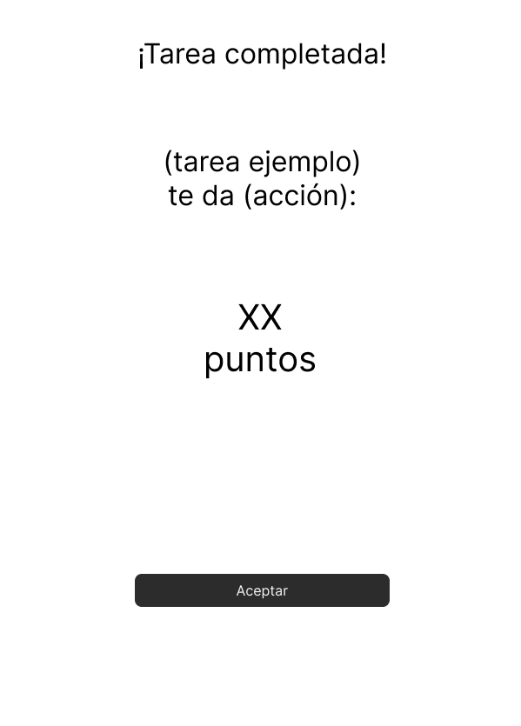 ¡Tarea completada!
(tarea ejemplo)
te da (acción):
XX
puntos
Aceptar